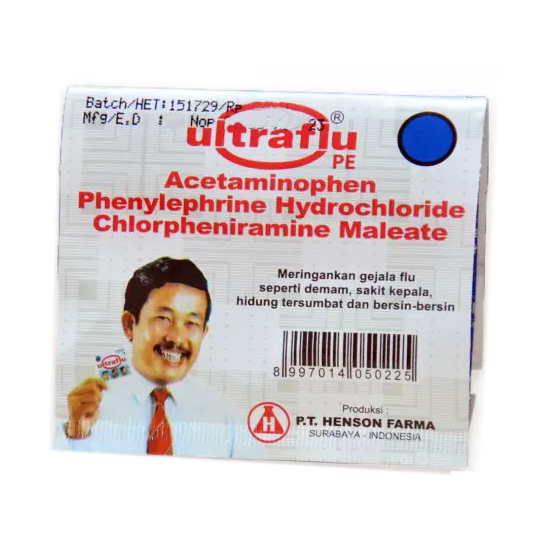 Batch/HET:151729/Rp
Mfg/E.D : Nop 23
ultraflu®
PE
Acetaminophen
Phenylephrine Hydrochloride
Chlorpheniramine Maleate
Meringankan gejala flu
seperti demam, sakit kepala,
hidung tersumbat dan bersin-bersin
ultraflu
8 997014 050225
Produksi :
H
P.T. HENSON FARMA
SURABAYA - INDONESIA